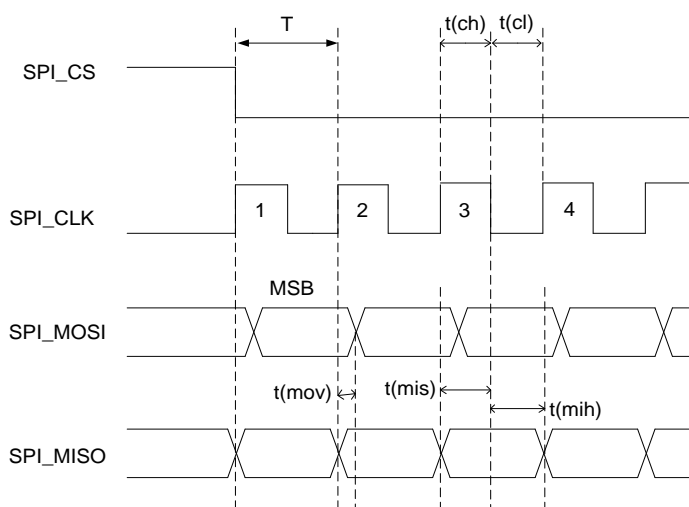 T
t(ch)
t(cl)
SPI_CS
SPI_CLK
1
2
3
4
MSB
SPI_MOSI
t(mov)
t(mis)
t(mih)
SPI_MISO